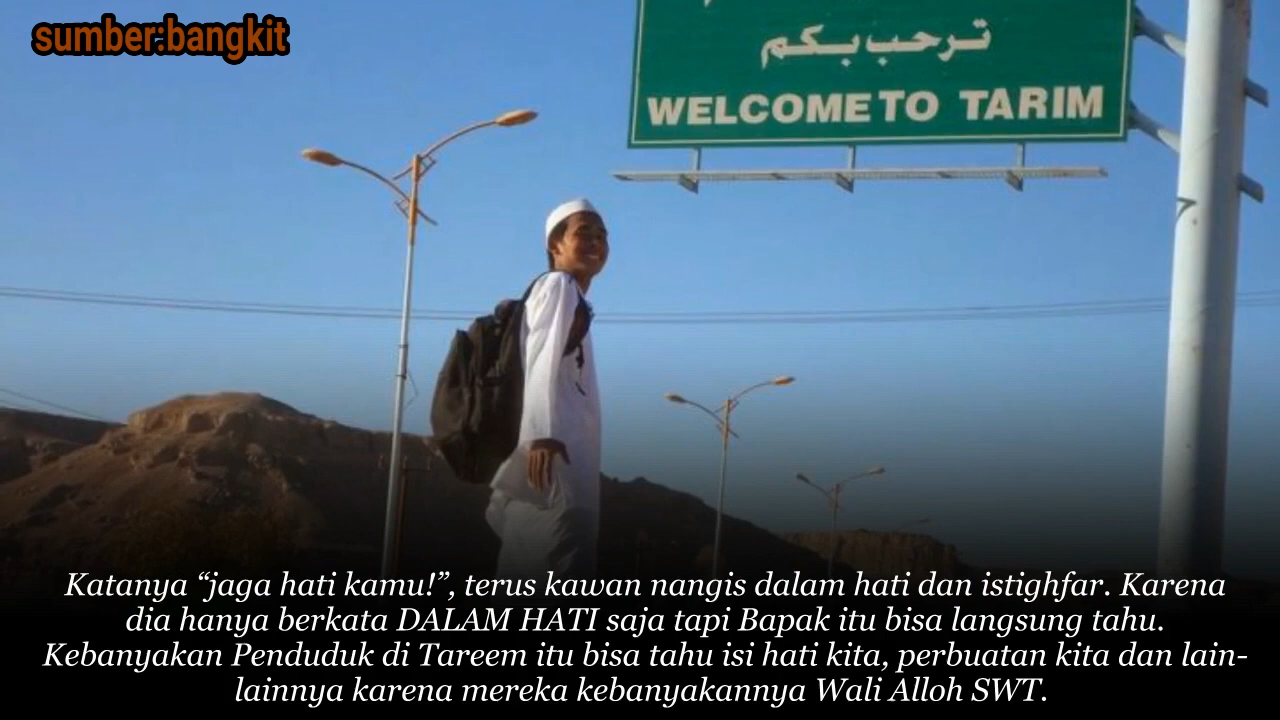 sumber:bangkit
ترحب بكم
WELCOME TO TARIM
Katanya “jaga hati kamu!”, terus kawan nangis dalam hati dan istighfar. Karena
dia hanya berkata DALAM HATI saja tapi Bapak itu bisa langsung tahu.
Kebanyakan Penduduk di Tareem itu bisa tahu isi hati kita, perbuatan kita dan lain-
lainnya karena mereka kebanyakannya Wali Alloh SWT.